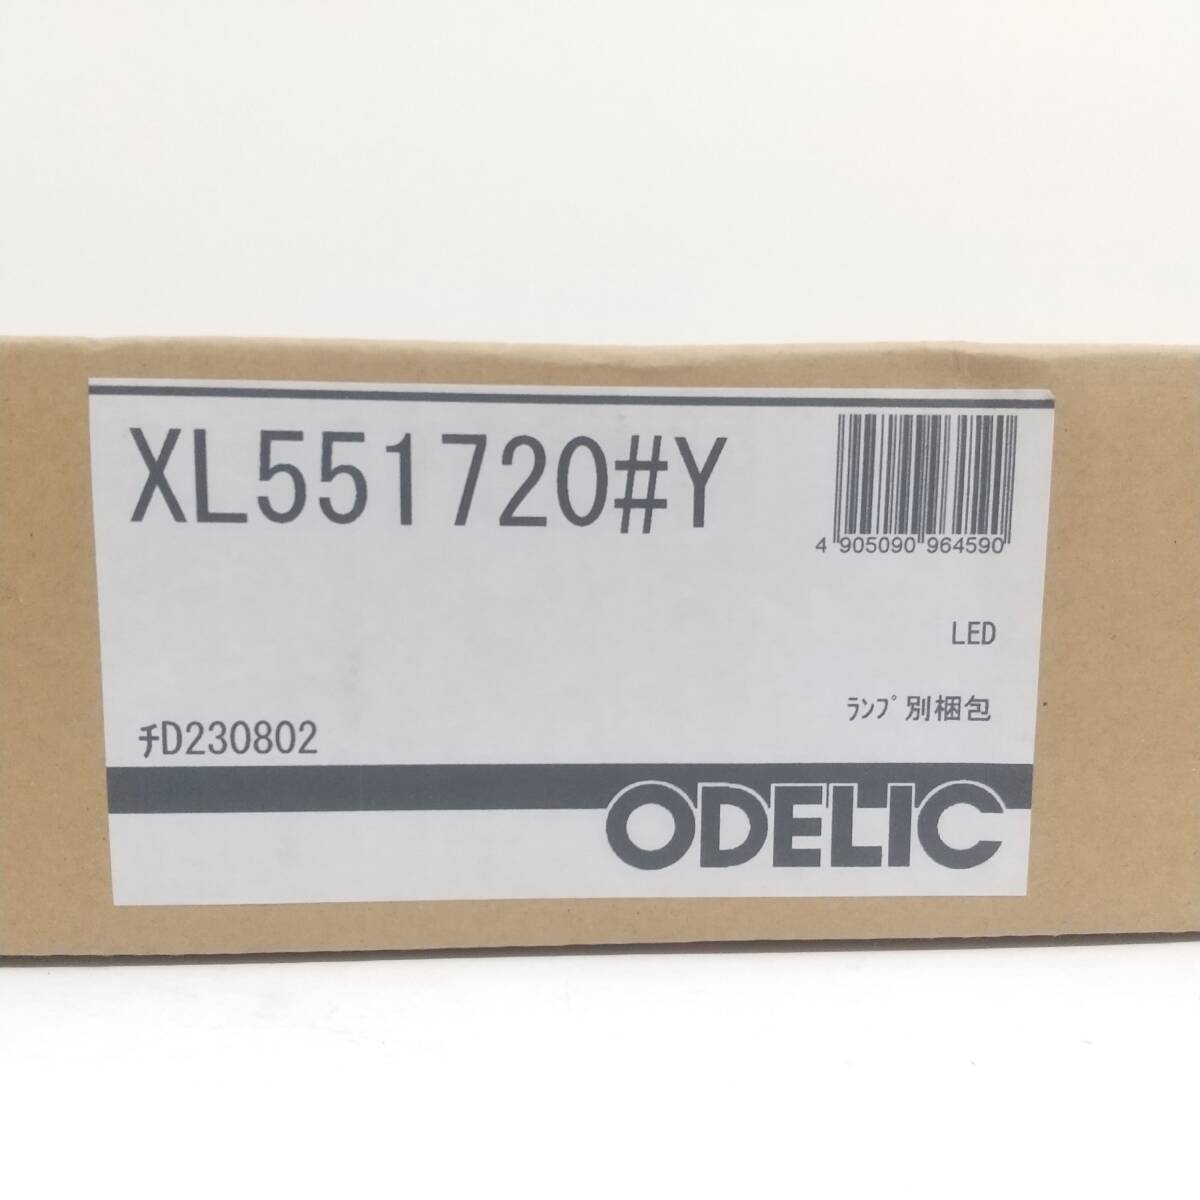 XL551720#Y
4 905090 964590
LED
ﾗﾝﾌﾟ別梱包
ﾁD230802
ODELIC